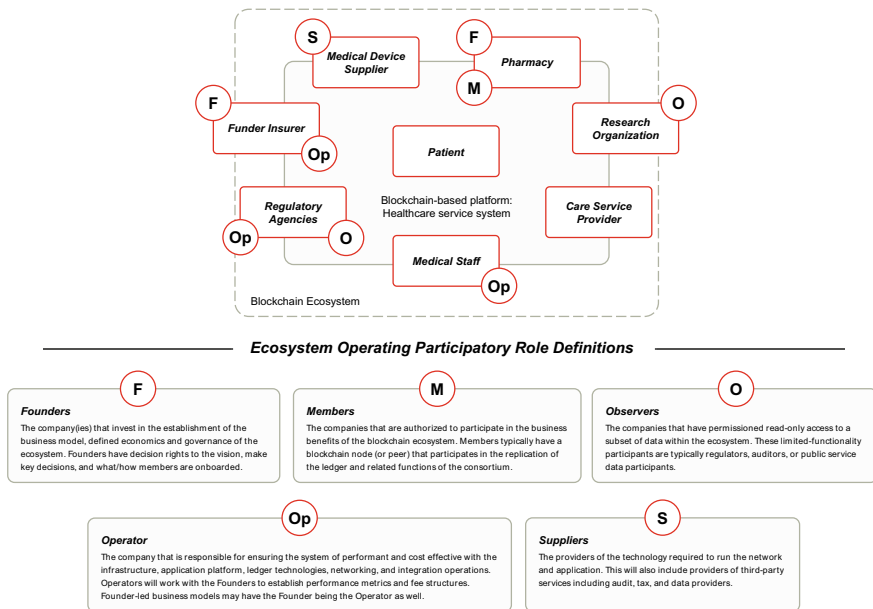 S
F
Medical Device
Supplier
Pharmacy
M
F
O
Funder Insurer
Research
Organization
Op
Patient
Regulatory
Agencies
Blockchain-based platform:
Healthcare service system
Care Service
Provider
Op
O
Medical Staff
Op
Blockchain Ecosystem
Ecosystem Operating Participatory Role Definitions
F
Founders
The company(ies) that invest in the establishment of the
business model, defined economics and governance of the
ecosystem. Founders have decision rights to the vision, make
key decisions, and what/how members are onboarded.
M
Members
The companies that are authorized to participate in the business
benefits of the blockchain ecosystem. Members typically have a
blockchain node (or peer) that participates in the replication of
the ledger and related functions of the consortium.
O
Observers
The companies that have permissioned read-only access to a
subset of data within the ecosystem. These limited-functionality
participants are typically regulators, auditors, or public service
data participants.
Op
Operator
The company that is responsible for ensuring the system of performant and cost effective with the
infrastructure, application platform, ledger technologies, networking, and integration operations.
Operators will work with the Founders to establish performance metrics and fee structures.
Founder-led business models may have the Founder being the Operator as well.
S
Suppliers
The providers of the technology required to run the network
and application. This will also include providers of third-party
services including audit, tax, and data providers.